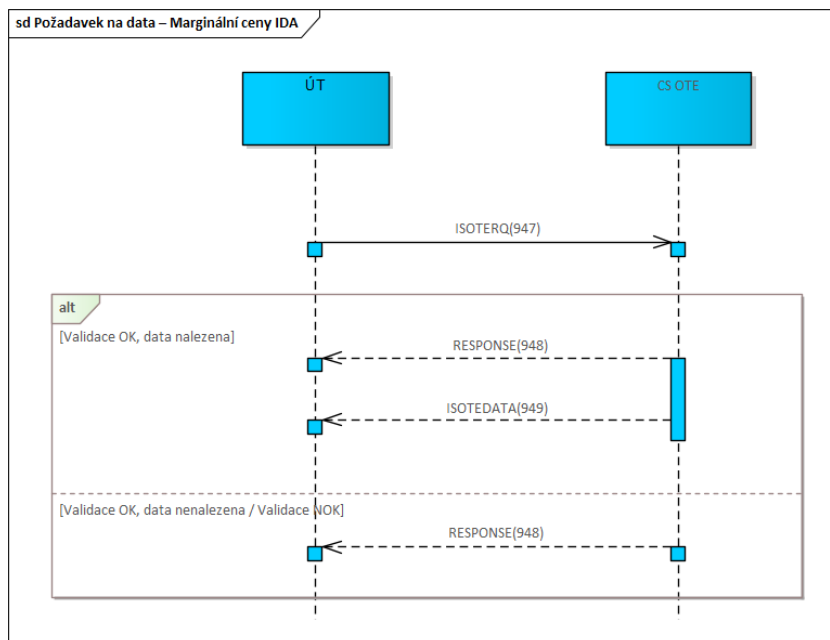 sd Požadavek na data – Marginální ceny IDA
ÚT
CS OTE
ISOTERQ(947)
alt
[Validace OK, data nalezena]
RESPONSE(948)
ISOTEDATA(949)
[Validace OK, data nenalezena / Validace NOK]
RESPONSE(948)